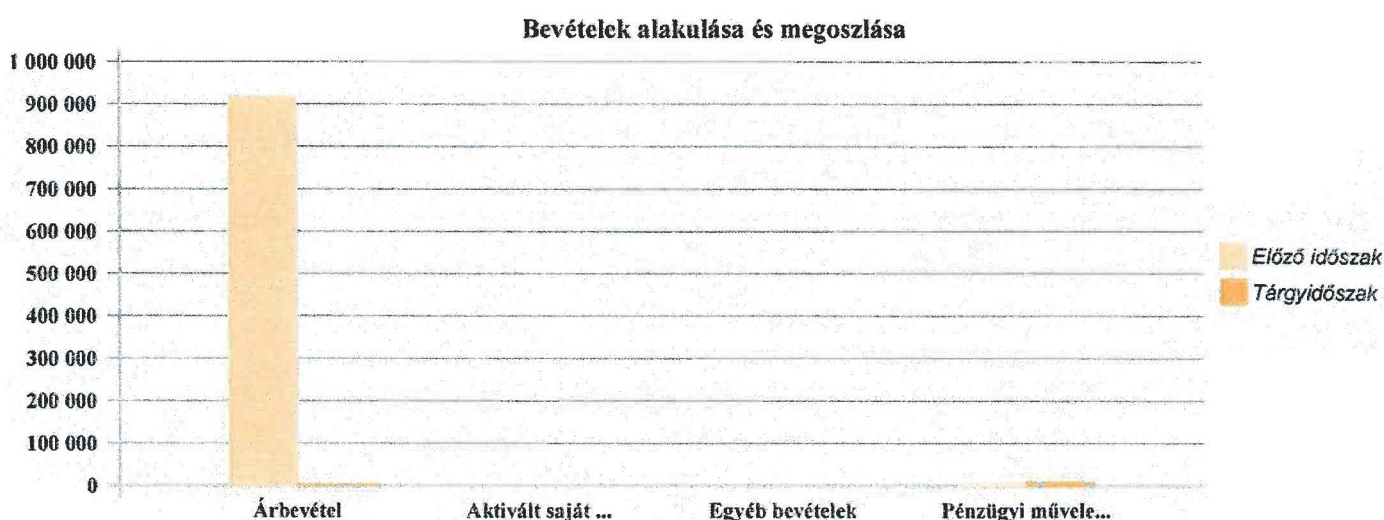 Bevételek alakulása és megoszlása
1 000 000
900 000
800 000
700 000
600 000
500 000
400 000
300 000
200 000
100 000
0
Árbevétel
Aktivált saját ...
Egyéb bevételek
Pénzügyi művele...
Előző időszak
Tárgyidőszak